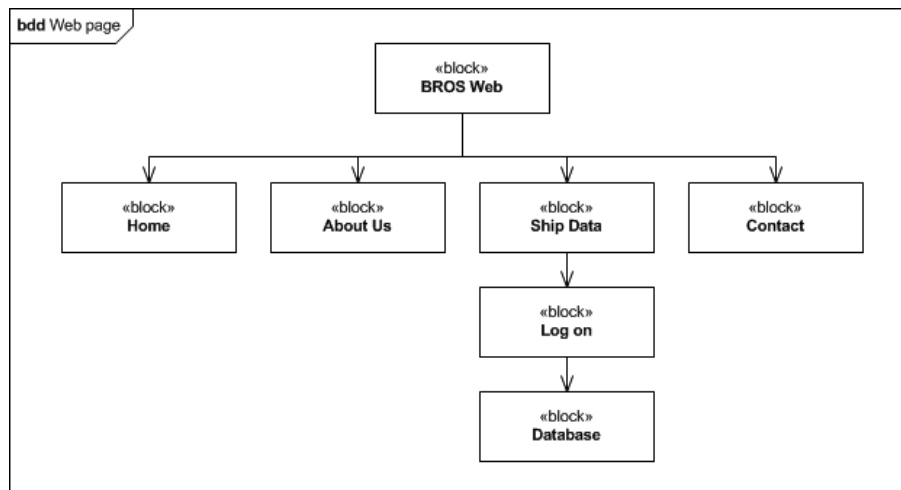 bdd Web page
«block»
BROS Web
«block»
Home
«block»
About Us
«block»
Ship Data
«block»
Contact
«block»
Log on
«block»
Database